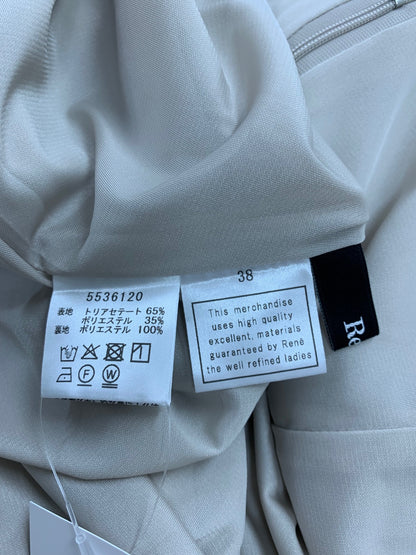 5536120
表地 トリアセテート 65%
ポリエステル 35%
裏地 ポリエステル 100%
F W
38
This merchandise
uses high quality
excellent, materials
guaranteed by René
the well refined ladies
Re